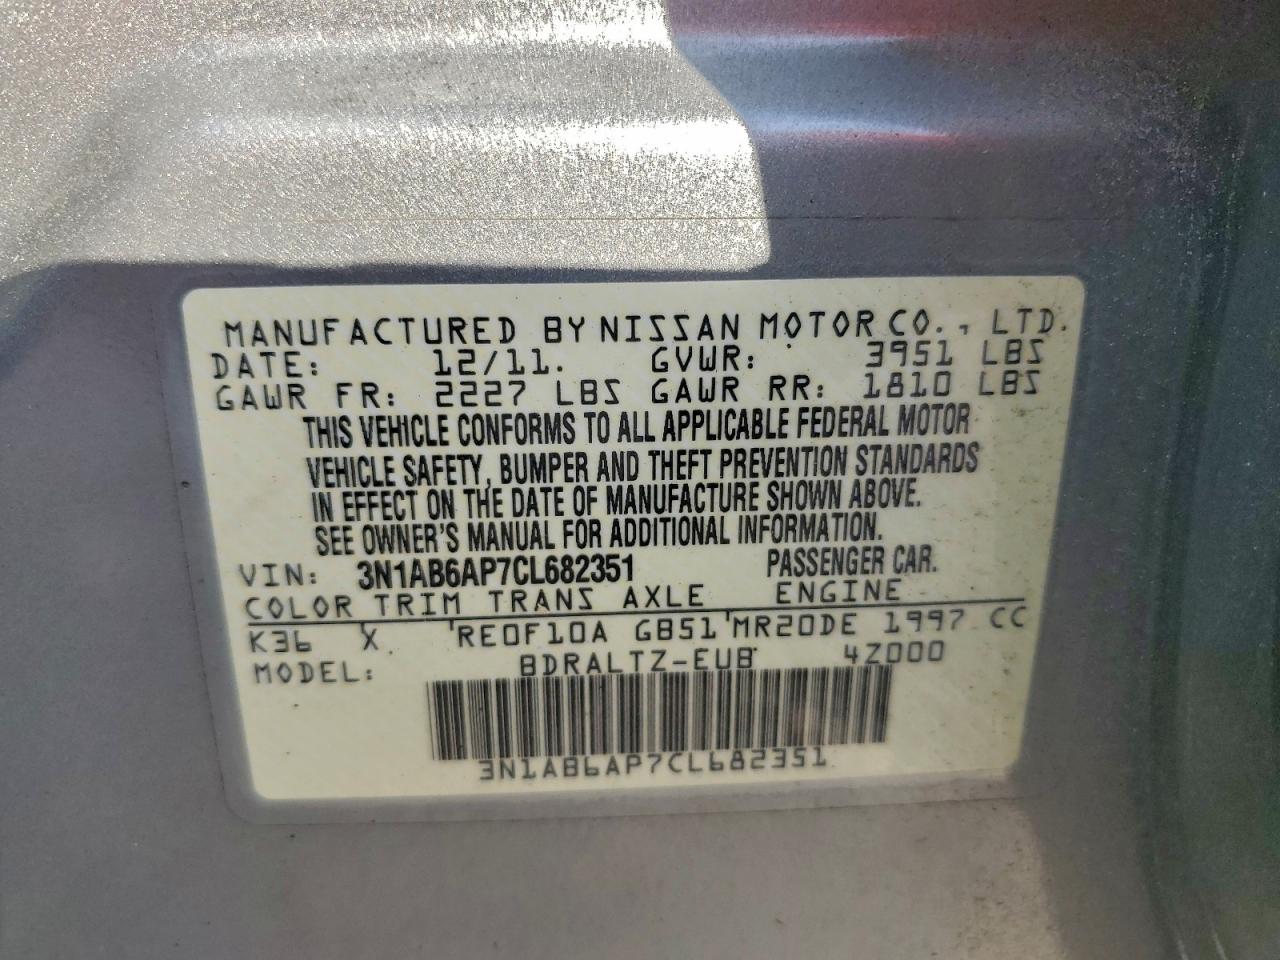 MANUFACTURED BY NISSAN MOTOR CO., LTD.
DATE: 12/11. GVWR: 3951 LBS
GAWR FR: 2227 LBS GAWR RR: 1810 LBS
THIS VEHICLE CONFORMS TO ALL APPLICABLE FEDERAL MOTOR
VEHICLE SAFETY, BUMPER AND THEFT PREVENTION STANDARDS
IN EFFECT ON THE DATE OF MANUFACTURE SHOWN ABOVE.
SEE OWNER'S MANUAL FOR ADDITIONAL INFORMATION.
VIN: 3N1AB6AP7CL682351 PASSENGER CAR.
COLOR TRIM TRANS AXLE ENGINE
K36 X RE0F10A GB51 MR20DE 1997 CC
MODEL: BDRALTZ-EUB 4Z000
3N1AB6AP7CL682351